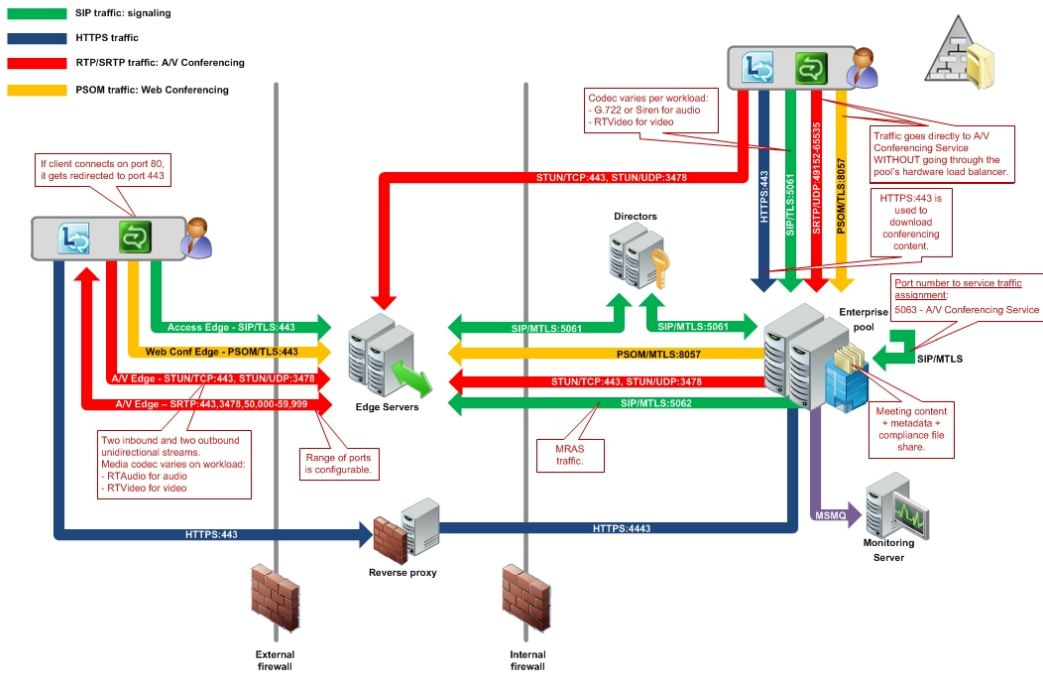 SIP traffic: signaling
HTTPS traffic
RTP/SRTP traffic: A/V Conferencing
PSOM traffic: Web Conferencing
If client connects on port 80,
it gets redirected to port 443
Codec varies per workload:
- G.722 or Siren for audio
- RTVideo for video
Traffic goes directly to A/V
Conferencing Service
WITHOUT going through the
pool's hardware load balancer.
STUN/TCP:443, STUN/UDP:3478
HTTPS:443
SIP/TLS:5061
SRTP/UDP:49152-65535
PSOM/TLS:8057
HTTPS:443 is
used to
download
conferencing
content.
Directors
Port number to service traffic
assignment:
5063 - A/V Conferencing Service
Enterprise
pool
SIP/MTLS
Access Edge - SIP/TLS:443
Web Conf Edge - PSOM/TLS:443
A/V Edge - STUN/TCP:443, STUN/UDP:3478
A/V Edge – SRTP:443,3478,50,000-59,999
Edge Servers
SIP/MTLS:5061
SIP/MTLS:5061
PSOM/MTLS:8057
STUN/TCP:443, STUN/UDP:3478
SIP/MTLS:5062
Two inbound and two outbound
unidirectional streams.
Media codec varies on workload:
- RTAudio for audio
- RTVideo for video
Range of ports
is configurable.
MRAS
traffic.
Meeting content
+ metadata +
compliance file
share.
HTTPS:443
Reverse proxy
HTTPS:4443
MSMQ
Monitoring
Server
External
firewall
Internal
firewall